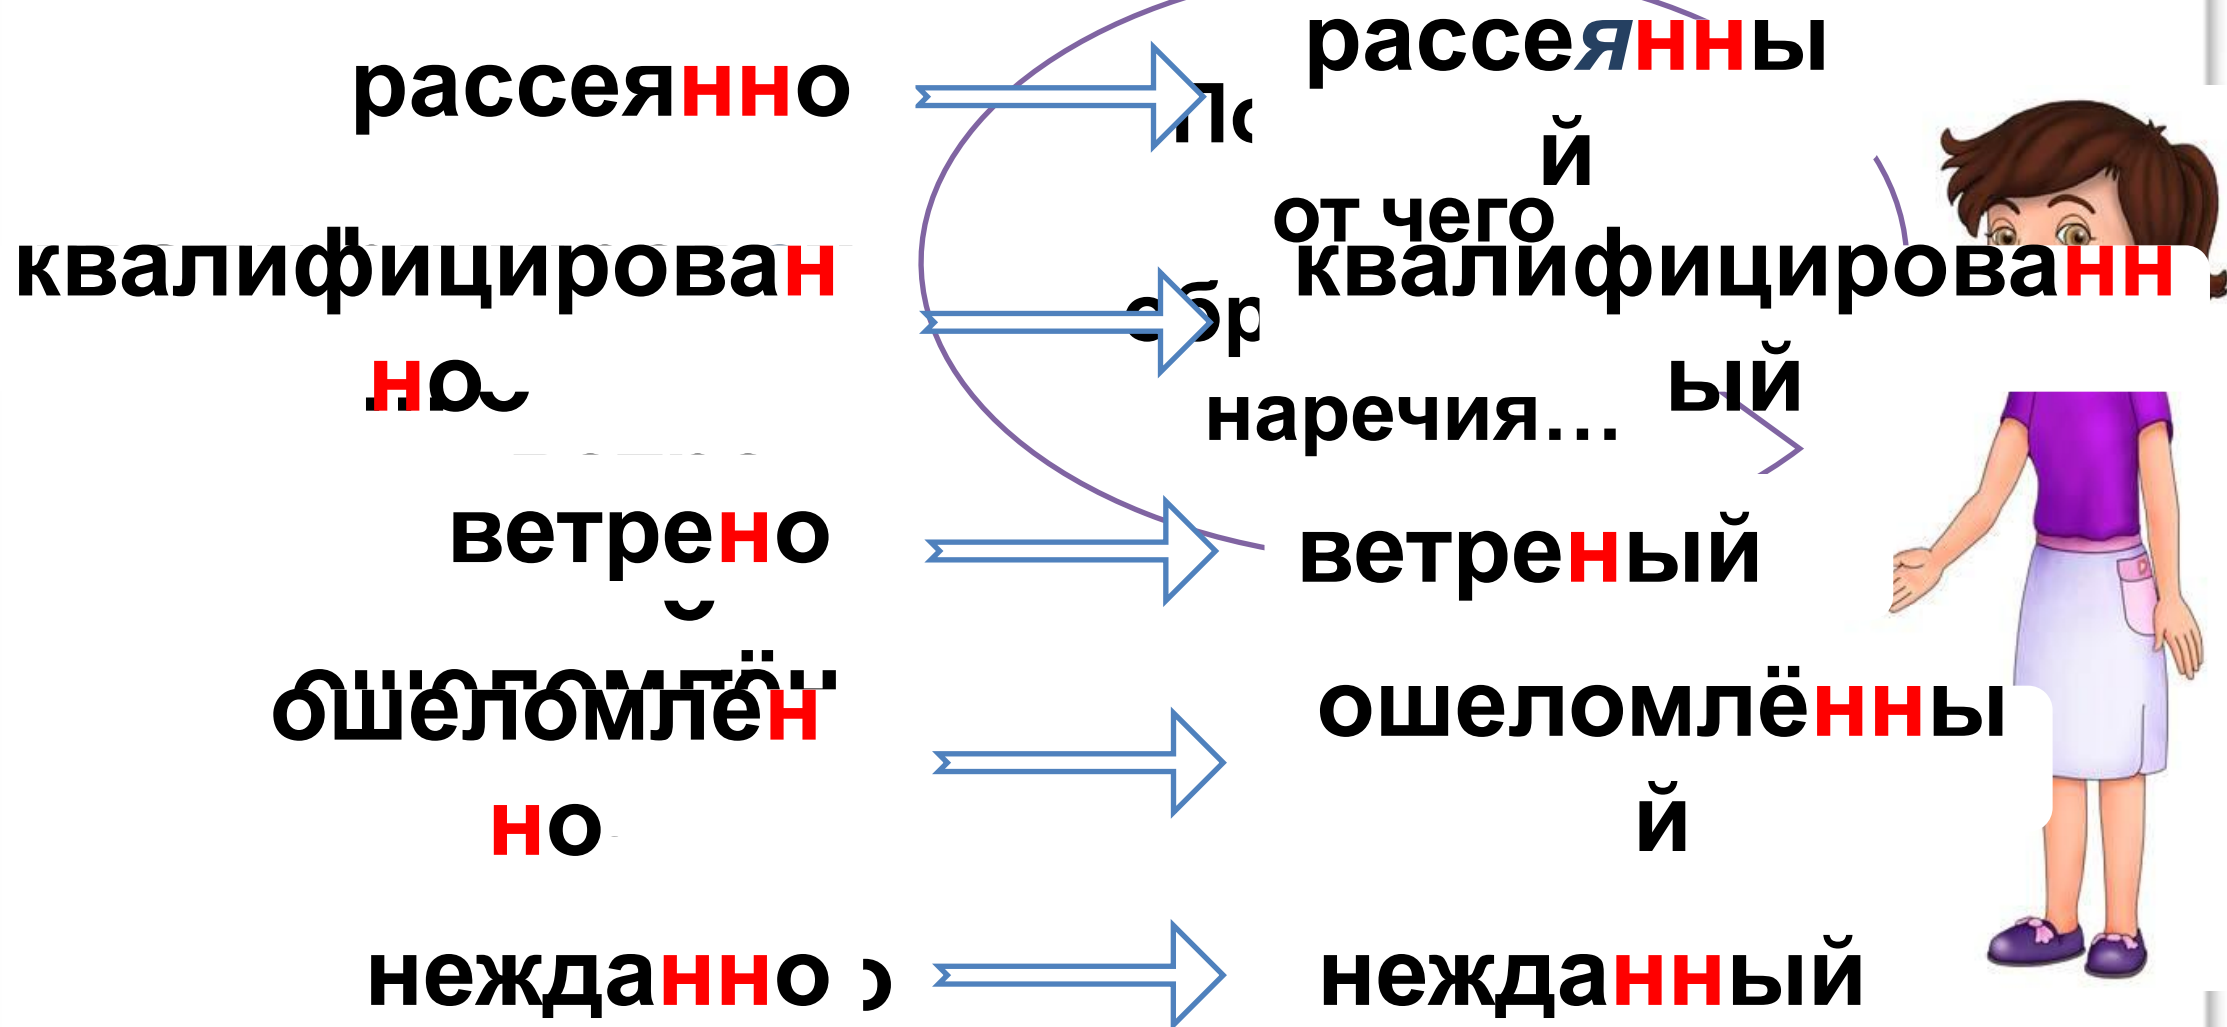 рассеянно
рассеянны
й
от чего
квалифицирован
но
квалифицированн
ый
наречия...
ветрено
ветреный
ошеломлён
но
ошеломлённы
й
нежданно
нежданный